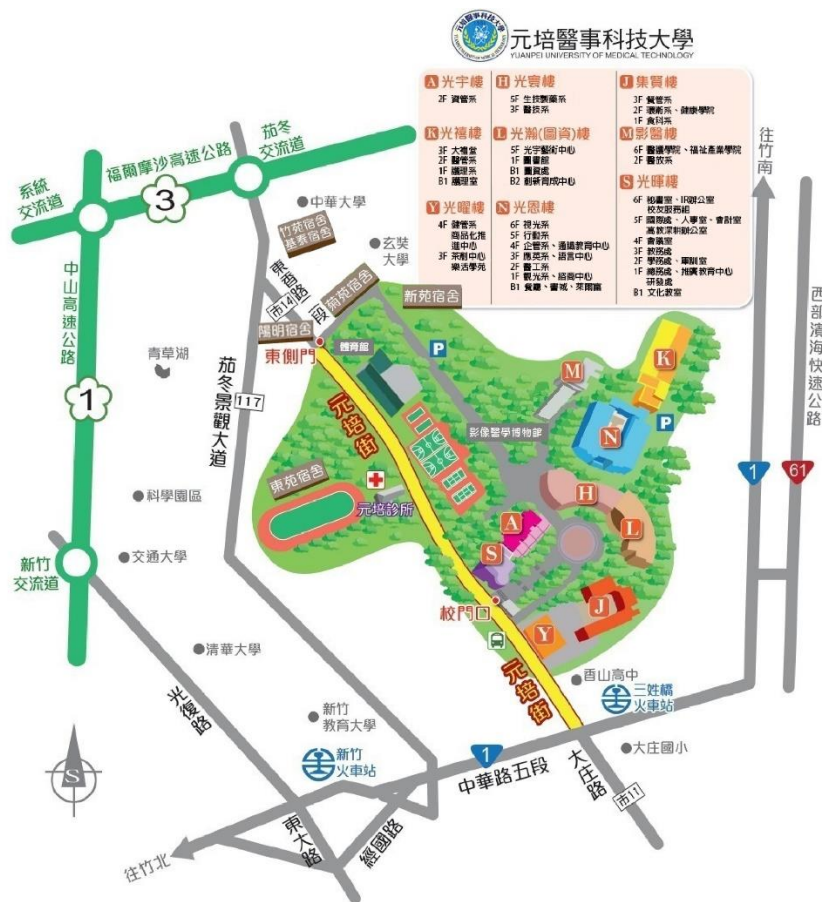 元培醫事科技大學
YUANPEI UNIVERSITY OF MEDICAL TECHNOLOGY
A 光宇樓
2F 資管系
K 光禧樓
3F 大禮堂
2F 醫管系
1F 護理系
B1 護理室
Y 光曜樓
4F 健管系
商品化推
進中心
3F 茶創中心
樂活學苑
H 光雲樓
5F 生技製藥系
3F 醫技系
L 光瀚(圖資)樓
5F 光宇藝術中心
1F 圖書館
B1 圖資處
B2 創新育成中心
N 光恩樓
6F 視光系
5F 行動系
4F 企管系、通識教育中心
3F 應英系、語言中心
2F 醫工系
1F 觀光系、諮商中心
B1 餐廳、書城、萊爾富
J 集賢樓
3F 餐管系
2F 環衛系、健康學院
1F 食科系
M 影醫樓
6F 醫護學院、福祉產業學院
2F 醫放系
S 光暉樓
6F 秘書室、IR辦公室
校友服務組
5F 國際處、人事室、會計室
高教深耕辦公室
4F 會議室
3F 教務處
2F 學務處、軍訓室
1F 總務處、推廣教育中心
研發處
B1 文化教室
往竹南
西部濱海快速公路
茄冬
交流道
福爾摩沙高速公路
3
系統
交流道
中山高速公路
1
中華大學
竹苑宿舍
基泰宿舍
玄奘
大學
東香路
一段
市14
菊苑宿舍
新苑宿舍
陽明宿舍
東側門
體育館
P
青草湖
茄冬景觀大道
117
元培街
M
K
N
P
影像醫學博物館
東苑宿舍
元培診所
H
L
A
S
1
61
科學園區
交通大學
新竹
交流道
校門口
J
Y
清華大學
元培街
香山高中
三姓橋
火車站
光復路
新竹
教育大學
新竹
火車站
1
中華路五段
大庄路
大庄國小
市11
S
東大路
經國路
往竹北